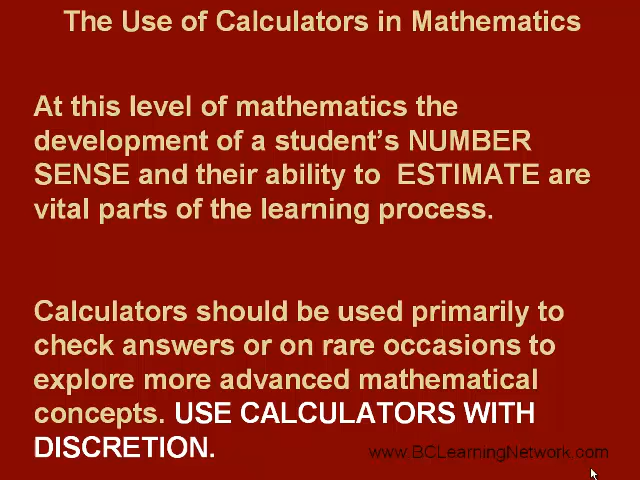 The Use of Calculators in Mathematics
At this level of mathematics the
development of a student's NUMBER
SENSE and their ability to ESTIMATE are
vital parts of the learning process.
Calculators should be used primarily to
check answers or on rare occasions to
explore more advanced mathematical
concepts. USE CALCULATORS WITH
DISCRETION.
www.BCLearningNetwork.com